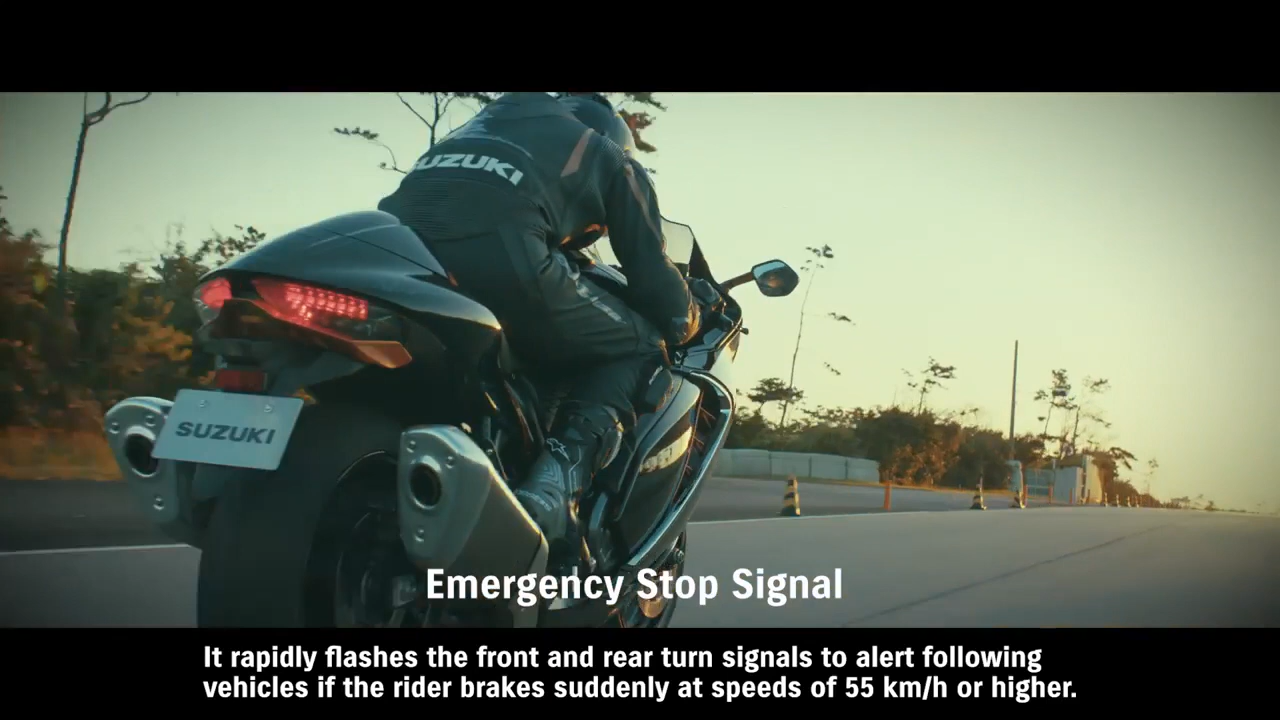 SUZUKI
SUZUKI
Emergency Stop Signal
It rapidly flashes the front and rear turn signals to alert following
vehicles if the rider brakes suddenly at speeds of 55 km/h or higher.